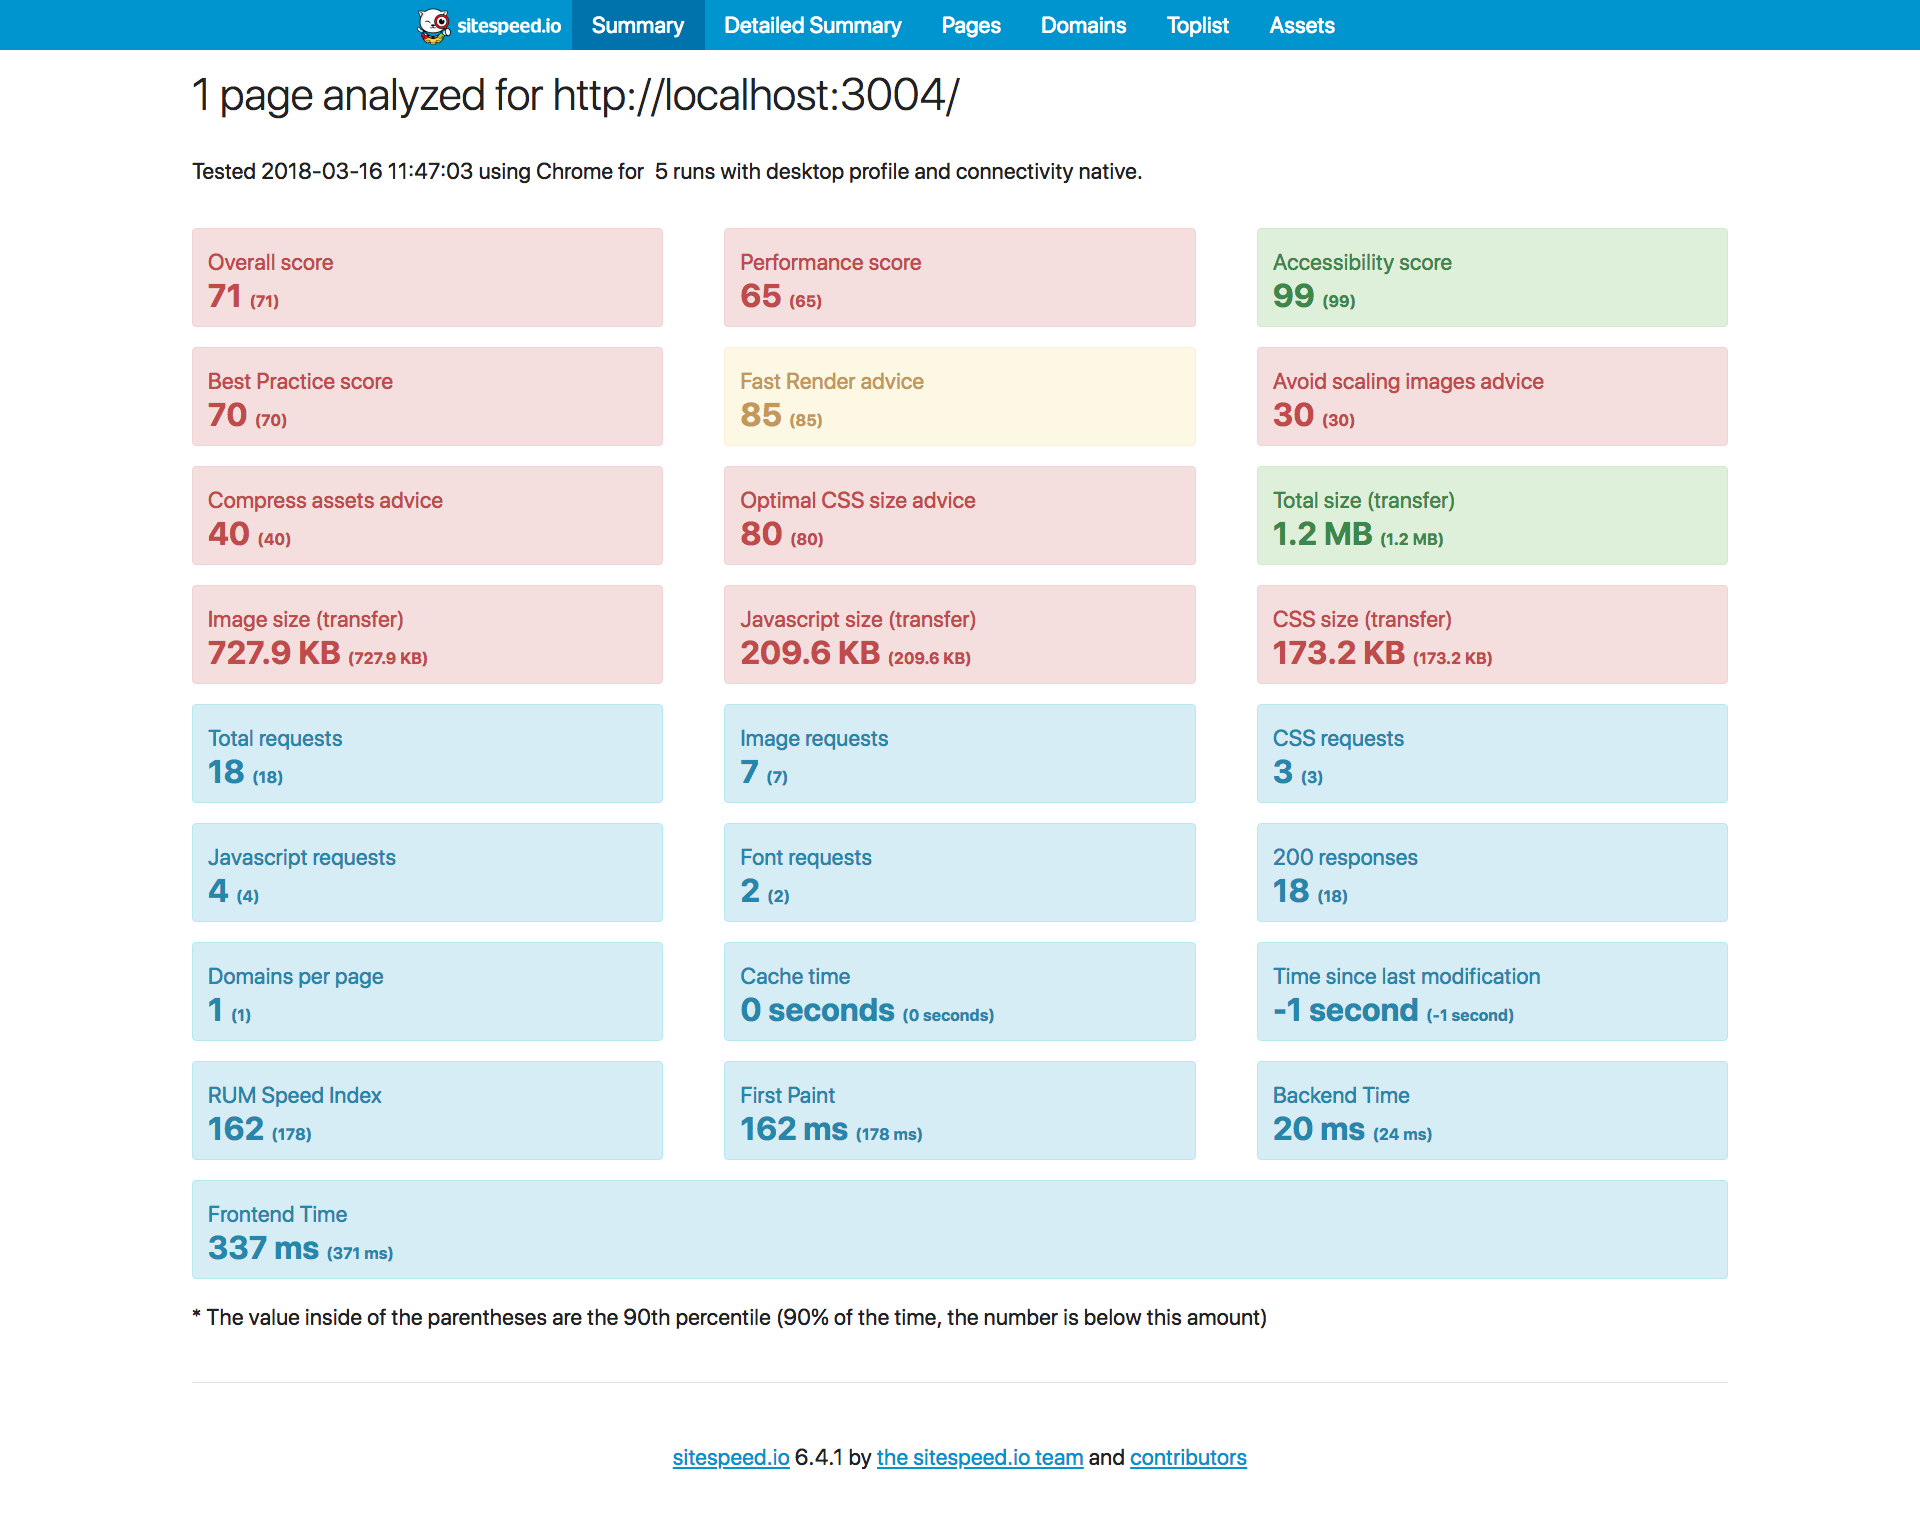 sitespeed.io Summary Detailed Summary Pages Domains Toplist Assets
1 page analyzed for http://localhost:3004/
Tested 2018-03-16 11:47:03 using Chrome for 5 runs with desktop profile and connectivity native.
Overall score
71 (71)
Performance score
65 (65)
Accessibility score
99 (99)
Best Practice score
70 (70)
Fast Render advice
85 (85)
Avoid scaling images advice
30 (30)
Compress assets advice
40 (40)
Optimal CSS size advice
80 (80)
Total size (transfer)
1.2 MB (1.2 MB)
Image size (transfer)
727.9 KB (727.9 KB)
Javascript size (transfer)
209.6 KB (209.6 KB)
CSS size (transfer)
173.2 KB (173.2 KB)
Total requests
18 (18)
Image requests
7 (7)
CSS requests
3 (3)
Javascript requests
4 (4)
Font requests
2 (2)
200 responses
18 (18)
Domains per page
1 (1)
Cache time
0 seconds (0 seconds)
Time since last modification
-1 second (-1 second)
RUM Speed Index
162 (178)
First Paint
162 ms (178 ms)
Backend Time
20 ms (24 ms)
Frontend Time
337 ms (371 ms)
* The value inside of the parentheses are the 90th percentile (90% of the time, the number is below this amount)
sitespeed.io 6.4.1 by the sitespeed.io team and contributors